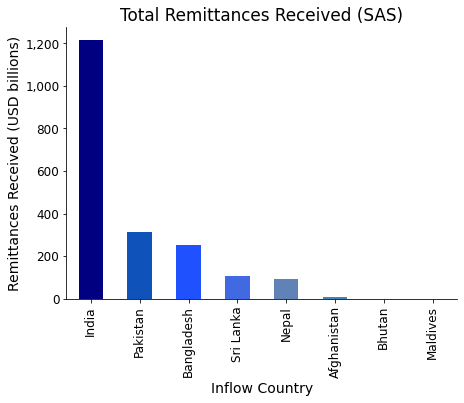 Total Remittances Received (SAS)
Remittances Received (USD billions)
1,200
1,000
800
600
400
200
0
India
Pakistan
Bangladesh
Sri Lanka
Nepal
Afghanistan
Bhutan
Maldives
Inflow Country